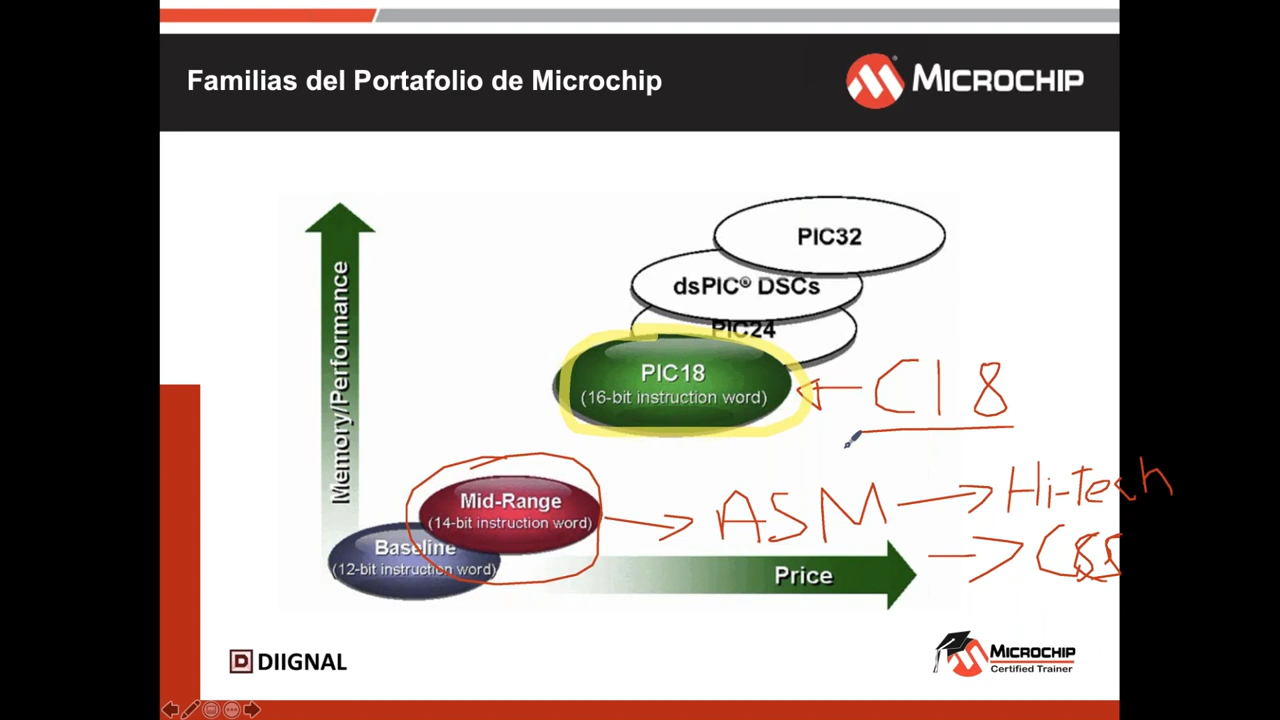 Familias del Portafolio de Microchip
MICROCHIP
Memory/Performance
PIC32
dsPIC® DSCs
PIC24
PIC18
(16-bit instruction word)
C18
Mid-Range
(14-bit instruction word)
ASM
Hi-Tech
Baseline
(12-bit instruction word)
Price
DIIGNAL
MICROCHIP
Certified Trainer